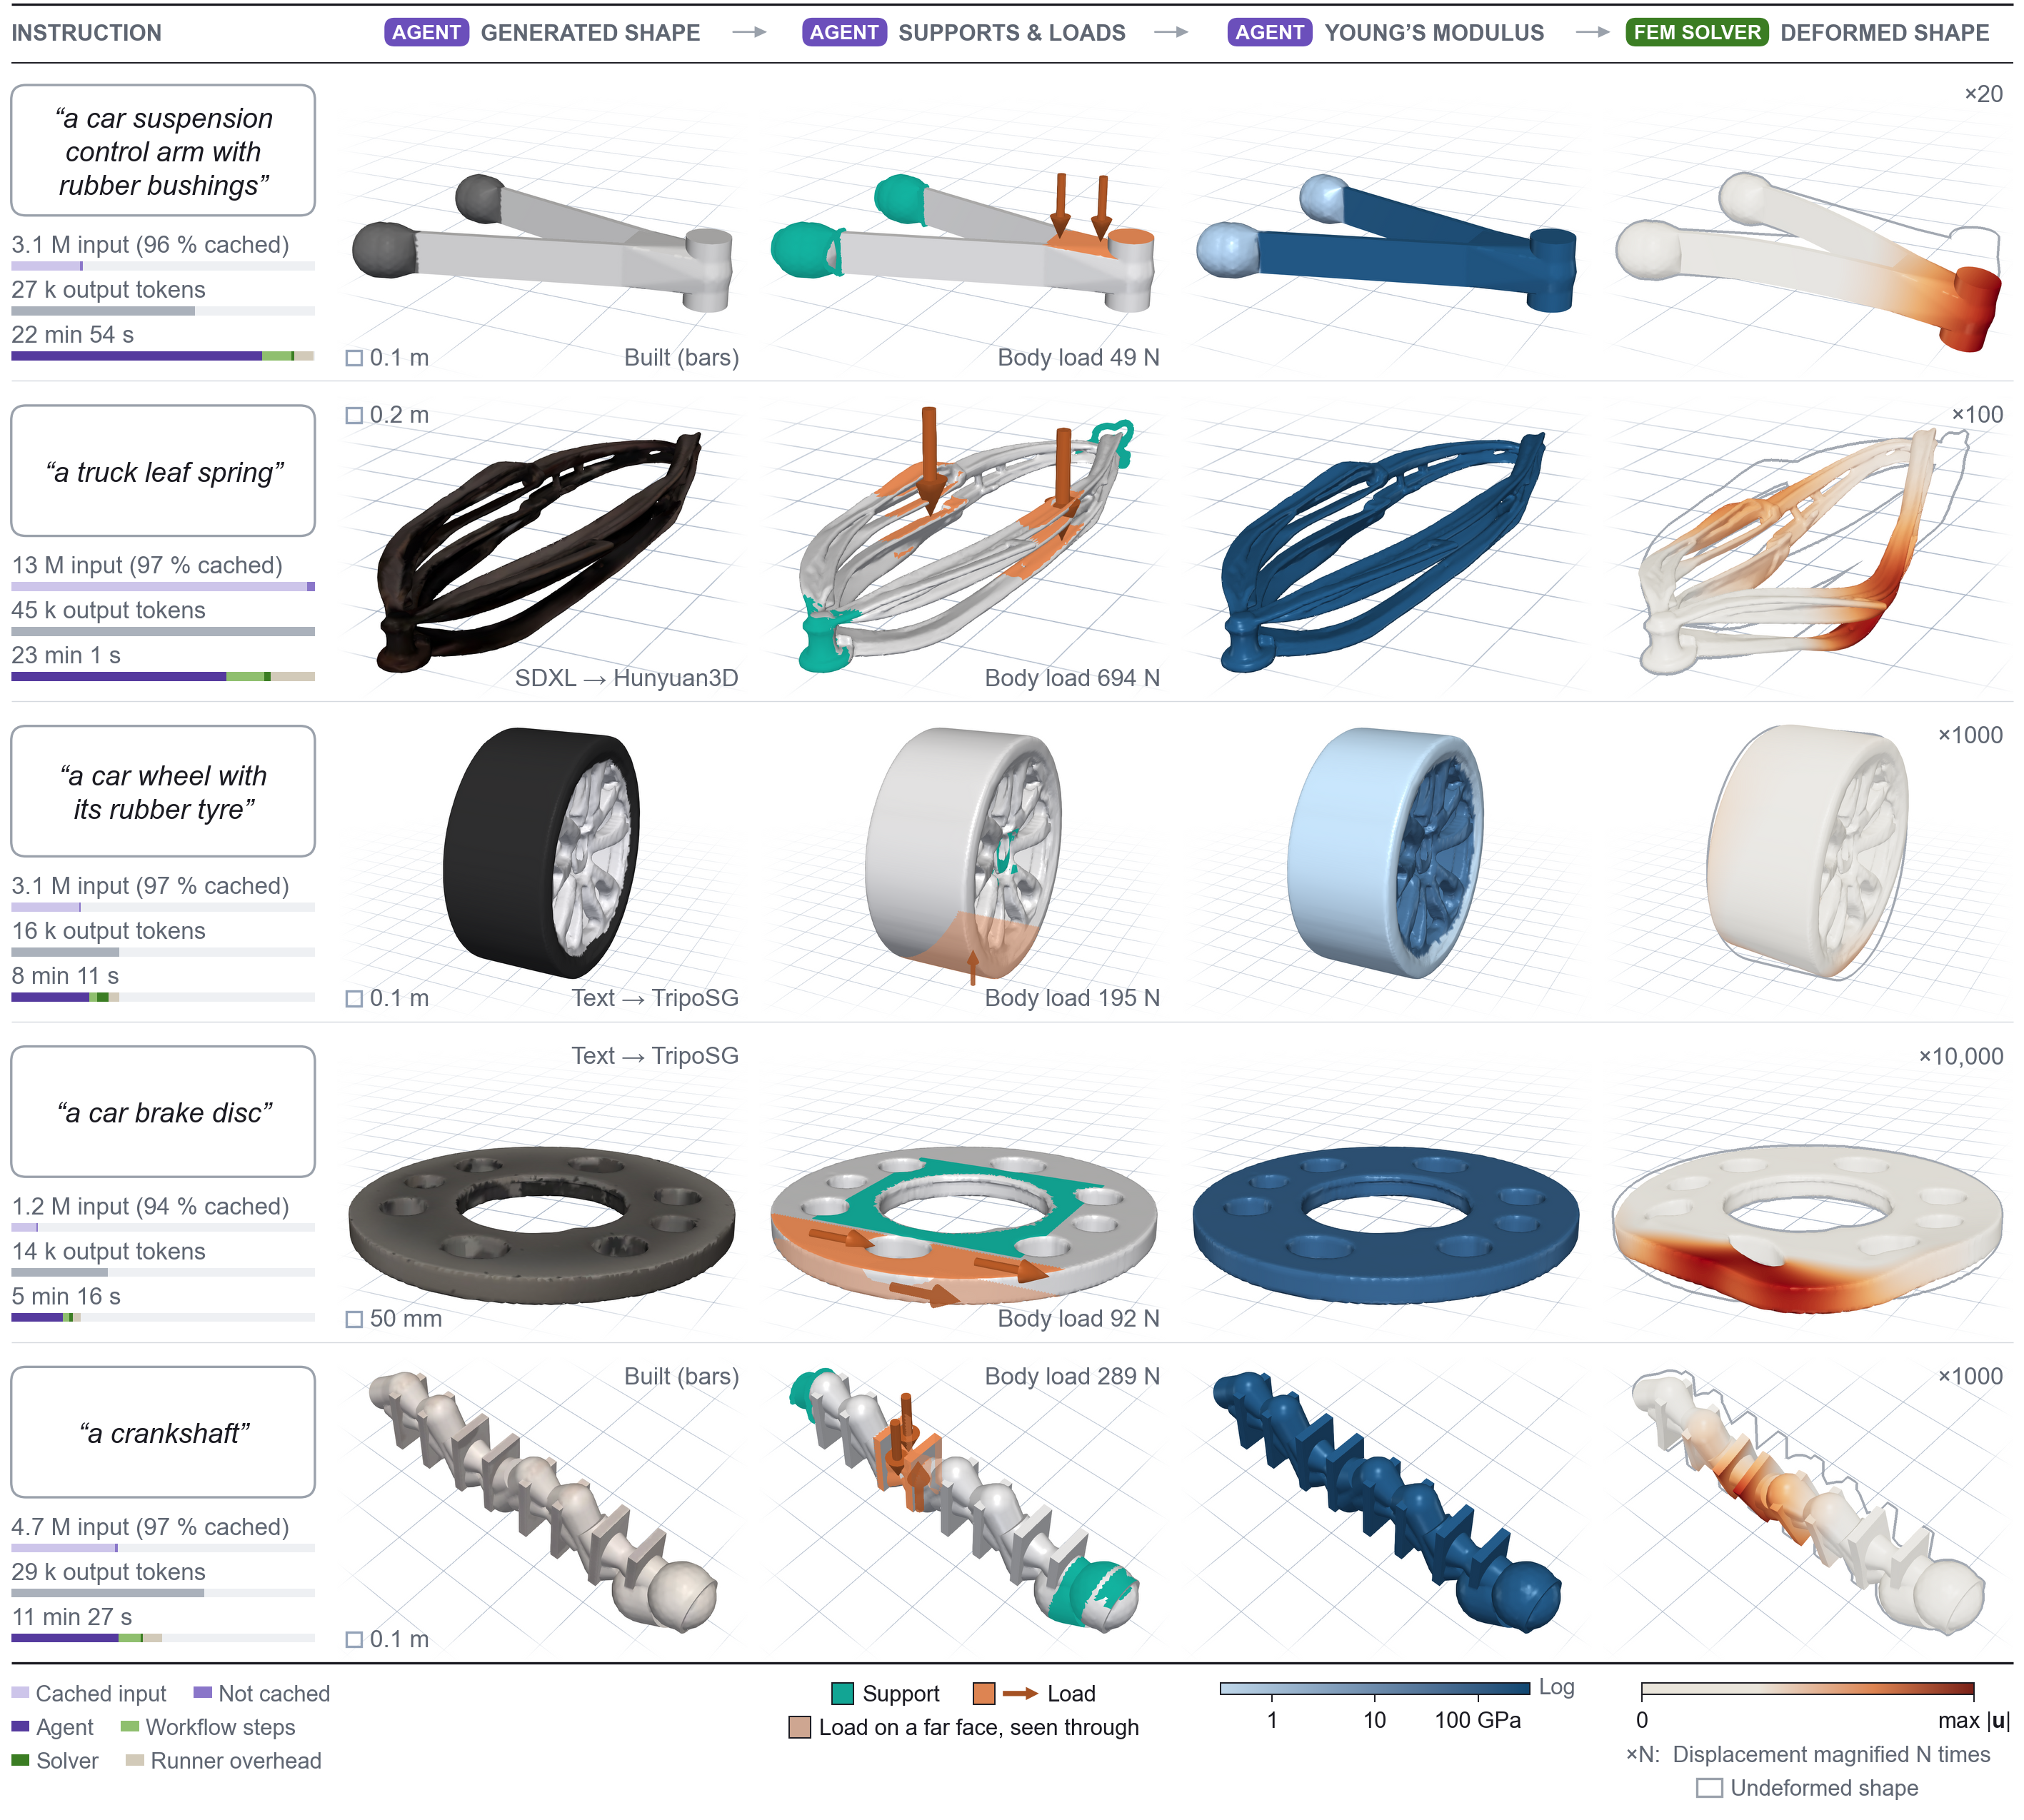 INSTRUCTION
AGENT GENERATED SHAPE → AGENT SUPPORTS & LOADS → AGENT YOUNG’S MODULUS → FEM SOLVER DEFORMED SHAPE
“a car suspension
control arm with
rubber bushings”
3.1 M input (96 % cached)
27 k output tokens
22 min 54 s
0.1 m
Built (bars)
Body load 49 N
×20
“a truck leaf spring”
13 M input (97 % cached)
45 k output tokens
23 min 1 s
0.2 m
SDXL → Hunyuan3D
Body load 694 N
×100
“a car wheel with
its rubber tyre”
3.1 M input (97 % cached)
16 k output tokens
8 min 11 s
0.1 m
Text → TripoSG
Body load 195 N
×1000
“a car brake disc”
1.2 M input (94 % cached)
14 k output tokens
5 min 16 s
Text → TripoSG
50 mm
Body load 92 N
×10,000
“a crankshaft”
4.7 M input (97 % cached)
29 k output tokens
11 min 27 s
Built (bars)
0.1 m
Body load 289 N
×1000
Cached input Not cached
Agent Workflow steps
Solver Runner overhead
Support Load
Load on a far face, seen through
Log
1 10 100 GPa
0 max |u|
×N: Displacement magnified N times
Undeformed shape